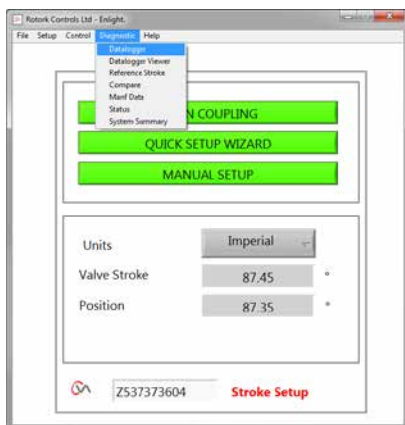 Rotork Controls Ltd - Enlight.
File Setup Control Diagnostic Help
Datalogger
Datalogger Viewer
Reference Stroke
Compare
Manf Data
Status
System Summary
N COUPLING
QUICK SETUP WIZARD
MANUAL SETUP
Units Imperial
Valve Stroke 87.45 °
Position 87.35 °
Z537373604 Stroke Setup